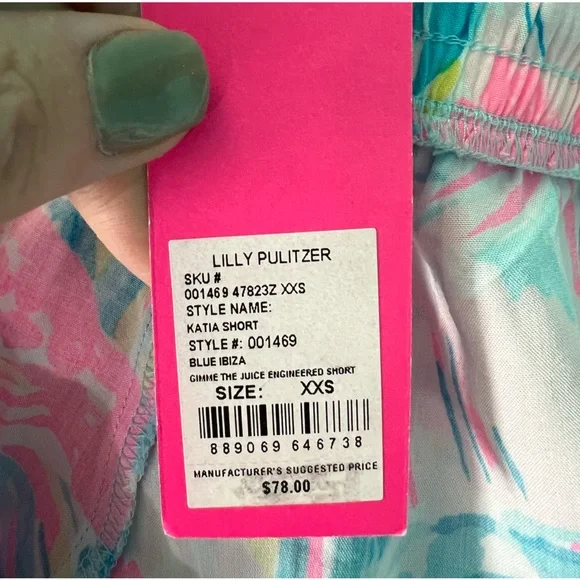 LILLY PULITZER
SKU #
001469 47823Z XXS
STYLE NAME:
KATIA SHORT
STYLE #: 001469
BLUE IBIZA
GIMME THE JUICE ENGINEERED SHORT
SIZE: XXS
889069 646738
MANUFACTURER'S SUGGESTED PRICE
$78.00